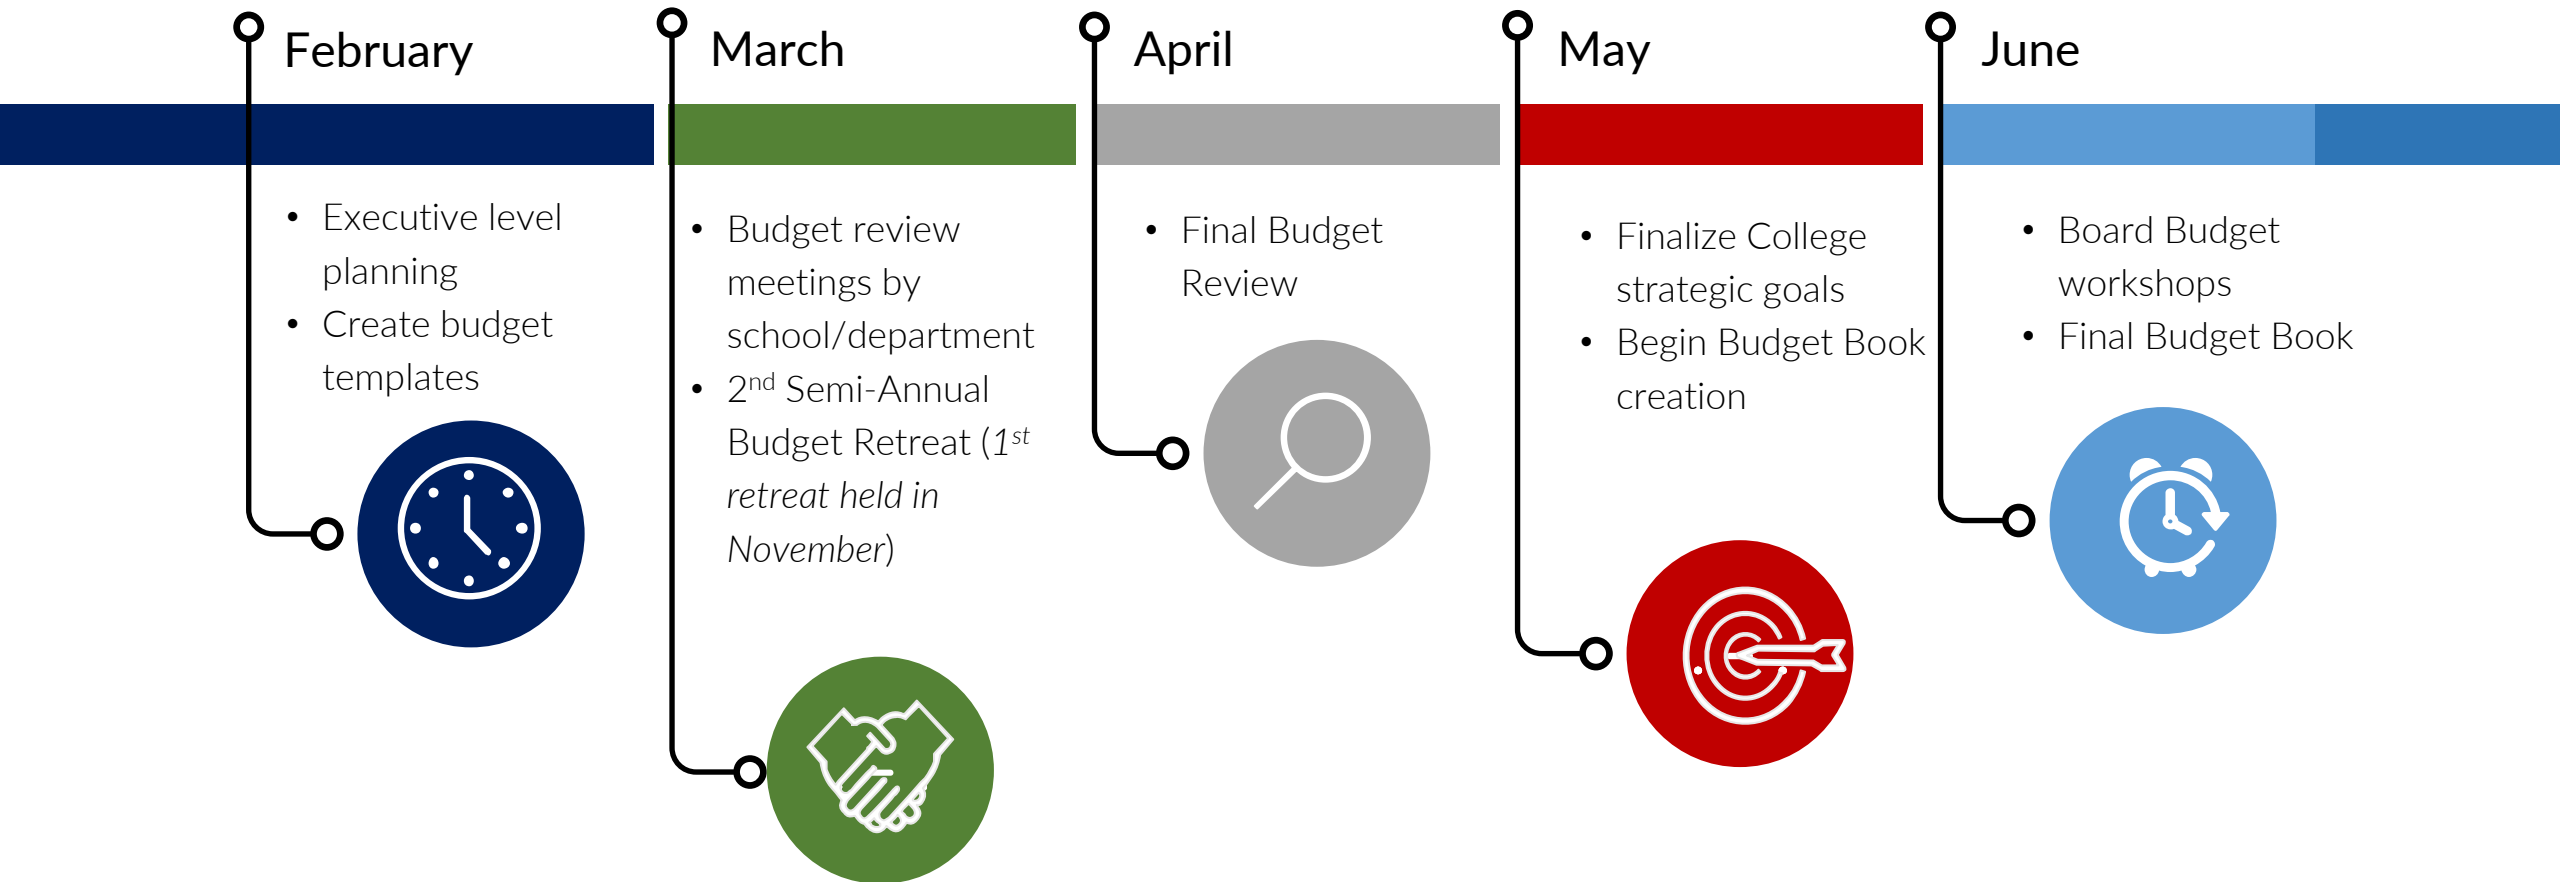 February
• Executive level
planning
• Create budget
templates
March
• Budget review
meetings by
school/department
• 2nd Semi-Annual
Budget Retreat (1st
retreat held in
November)
April
• Final Budget
Review
May
• Finalize College
strategic goals
• Begin Budget Book
creation
June
• Board Budget
workshops
• Final Budget Book